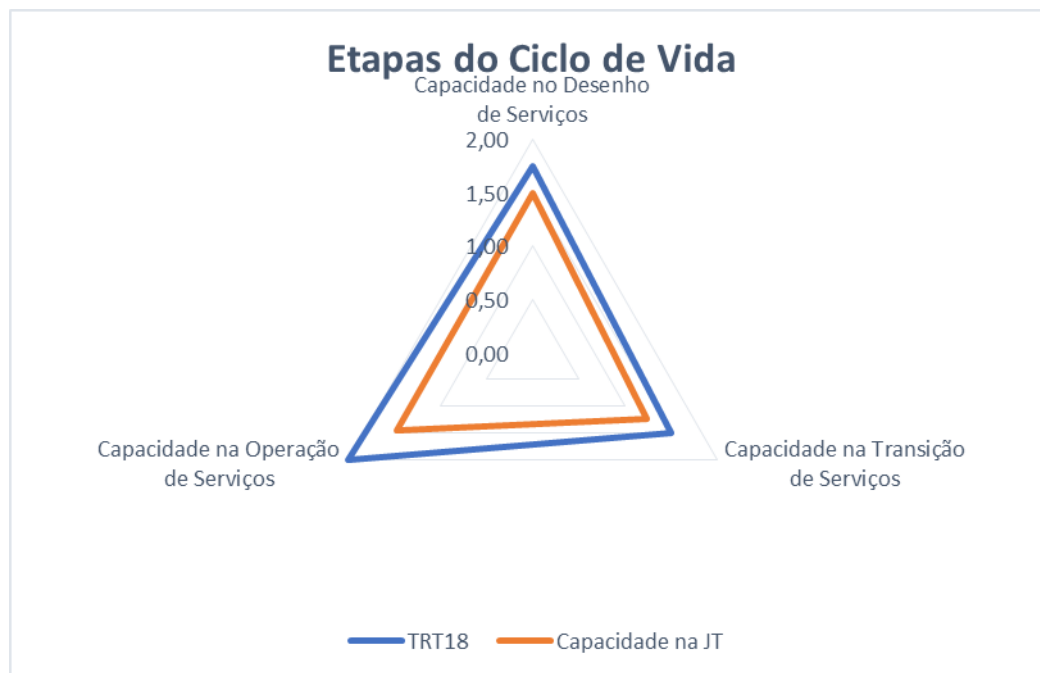 Etapas do Ciclo de Vida
Capacidade no Desenho
de Serviços
2,00
1,50
1,00
0,50
0,00
Capacidade na Operação
de Serviços
Capacidade na Transição
de Serviços
TRT18
Capacidade na JT